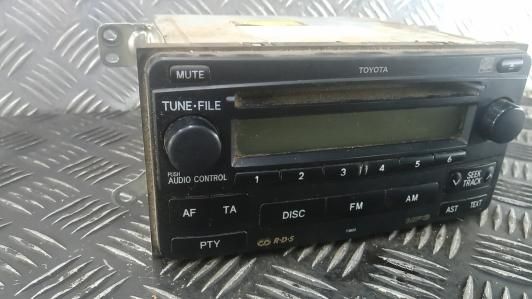 MUTE
TOYOTA
TUNE•FILE
PUSH
AUDIO CONTROL
1 2 3 4 5 6
SEEK
TRACK
AF TA
DISC FM AM
AST TEXT
PTY
R•D•S